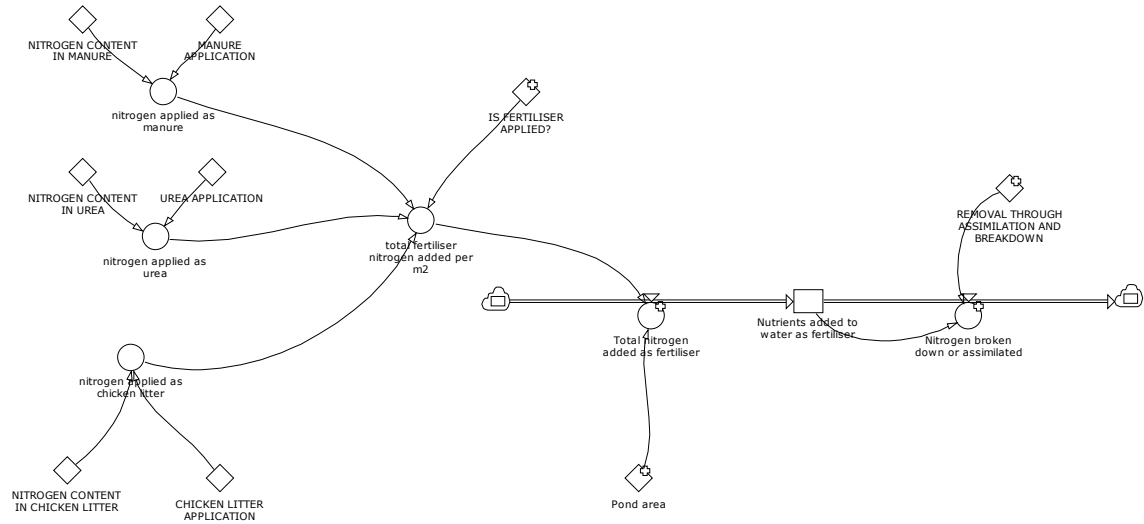 NITROGEN CONTENT
IN MANURE
MANURE
APPLICATION
nitrogen applied as
manure
IS FERTILISER
APPLIED?
NITROGEN CONTENT
IN UREA
UREA APPLICATION
nitrogen applied as
urea
total fertiliser
nitrogen added per
m2
REMOVAL THROUGH
ASSIMILATION AND
BREAKDOWN
Total nitrogen
added as fertiliser
Nutrients added to
water as fertiliser
Nitrogen broken
down or assimilated
nitrogen applied as
chicken litter
NITROGEN CONTENT
IN CHICKEN LITTER
CHICKEN LITTER
APPLICATION
Pond area